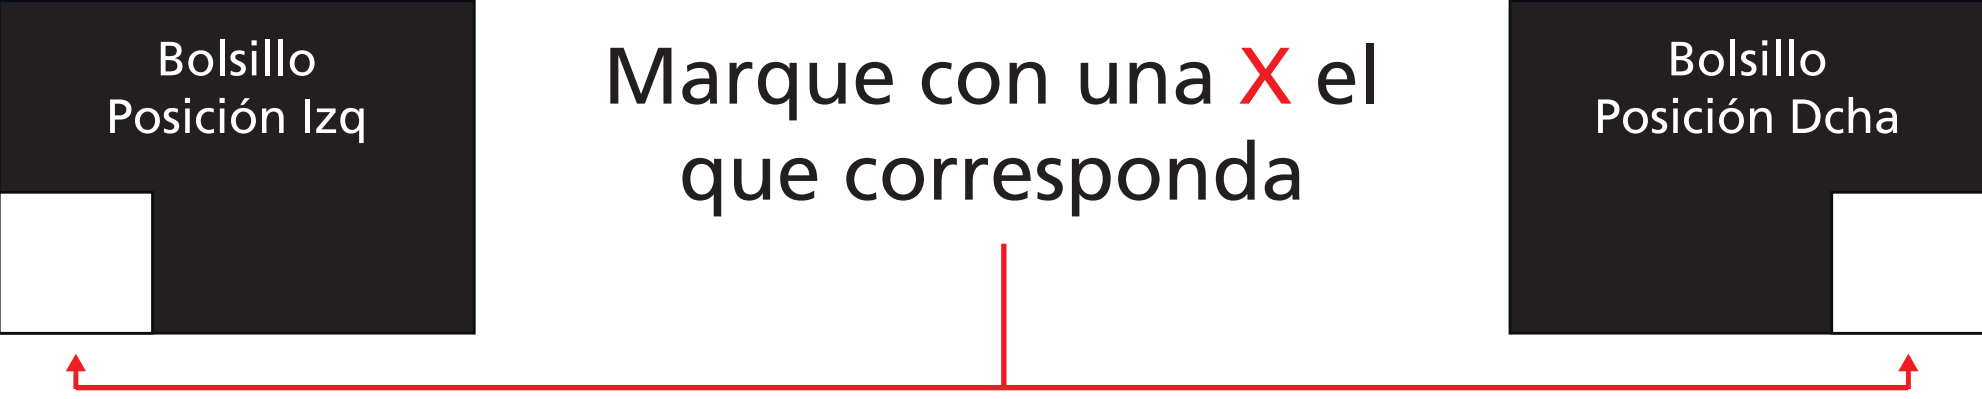 Bolsillo
Posición Izq
Marque con una X el
que corresponda
Bolsillo
Posición Dcha